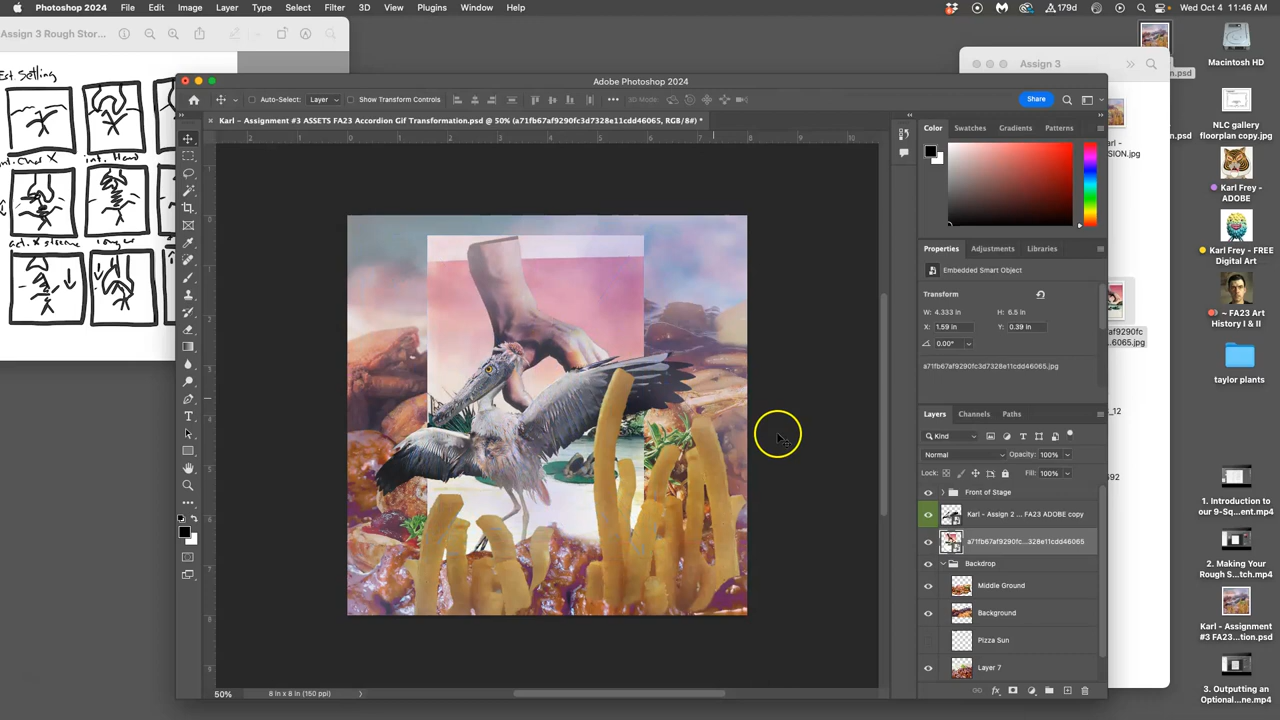 Photoshop 2024 File Edit Image Layer Type Select Filter 3D View Plugins Window Help
179d
Wed Oct 4 11:46 AM
Assign 3 Rough Stor...
Est. Setting
Adobe Photoshop 2024
Assign 3
Auto-Select: Layer Show Transform Controls
3D Mode:
Share
Karl - Assignment #3 ASSETS FA23 Accordion Gif Transformation.psd @ 50% (a71fb67af9290fc3d7328e11cdd46065, RGB/8#) *
Color Swatches Gradients Patterns
Properties Adjustments Libraries
Embedded Smart Object
Transform
W: 4.333 in H: 6.5 in
X: 1.59 in Y: 0.39 in
0.00°
a71fb67af9290fc3d7328e11cdd46065.jpg
Layers Channels Paths
Kind
Normal Opacity: 100%
Lock: Fill: 100%
Front of Stage
Karl - Assign 2 ... FA23 ADOBE copy
a71fb67af9290fc...328e11cdd46065
Backdrop
Middle Ground
Background
Pizza Sun
Layer 7
50% 8 in x 8 in (150 ppi)
Macintosh HD
NLC gallery
floorplan copy.jpg
Karl Frey -
ADOBE
Karl Frey - FREE
Digital Art
~ FA23 Art
History I & II
taylor plants
1. Introduction to
our 9-Sq...ent.mp4
2. Making Your
Rough S...tch.mp4
Karl - Assignment
#3 FA23...tion.psd
3. Outputting an
Optional...ne.mp4